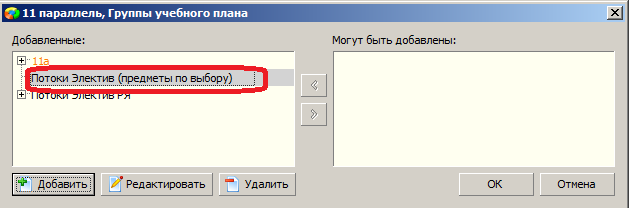 11 параллель, Группы учебного плана
Добавленные:
Могут быть добавлены:
11а
Потоки Электив (предметы по выбору)
Потоки Электив РЯ
Добавить
Редактировать
Удалить
OK
Отмена